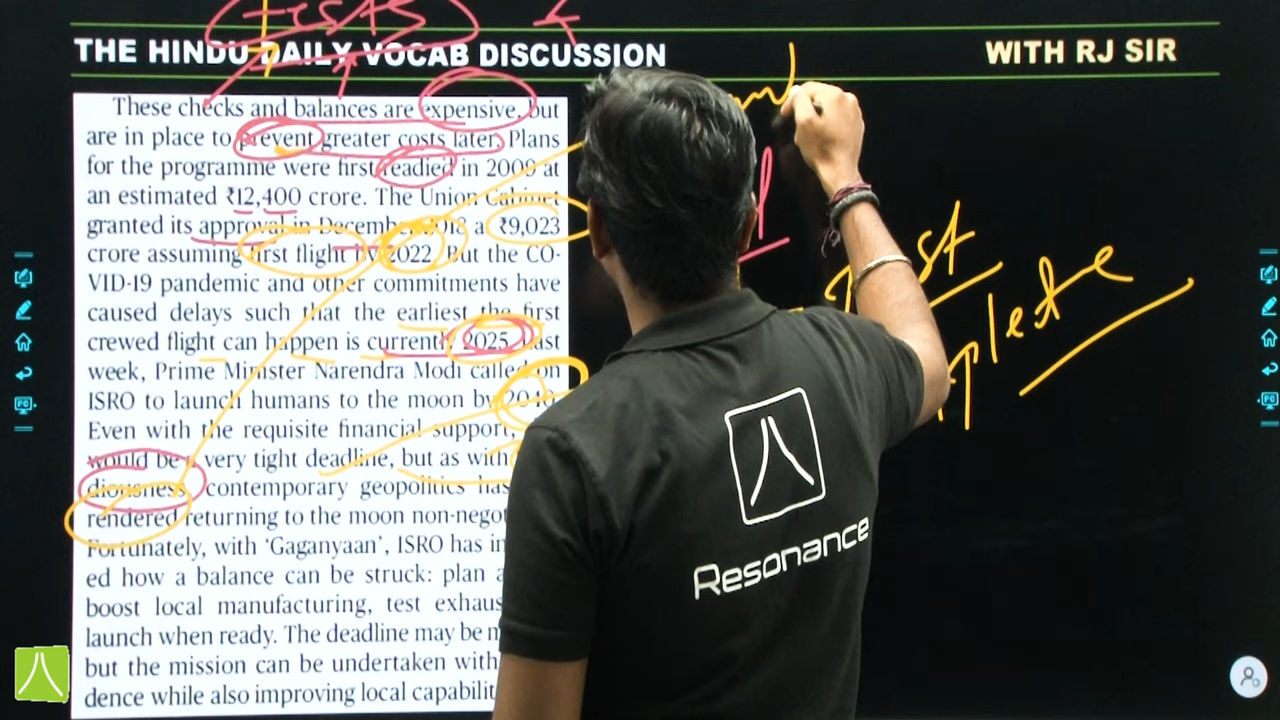 tests
THE HINDU DAILY VOCAB DISCUSSION
WITH RJ SIR
These checks and balances are expensive, but
are in place to prevent greater costs later. Plans
for the programme were first readied in 2009 at
an estimated ₹12,400 crore. The Union Cabinet
granted its approval in December 2018 a ₹9,023
crore assuming first flight by 2022. But the CO-
VID-19 pandemic and other commitments have
caused delays such that the earliest the first
crewed flight can happen is currently 2025. Last
week, Prime Minister Narendra Modi called on
ISRO to launch humans to the moon by 2040.
Even with the requisite financial support,
would be very tight deadline, but as with
diousness contemporary geopolitics has
rendered returning to the moon non-negot
Fortunately, with ‘Gaganyaan’, ISRO has in
ed how a balance can be struck: plan a
boost local manufacturing, test exhaus
launch when ready. The deadline may be m
but the mission can be undertaken with
dence while also improving local capabilit
plete
Resonance
PC
PC